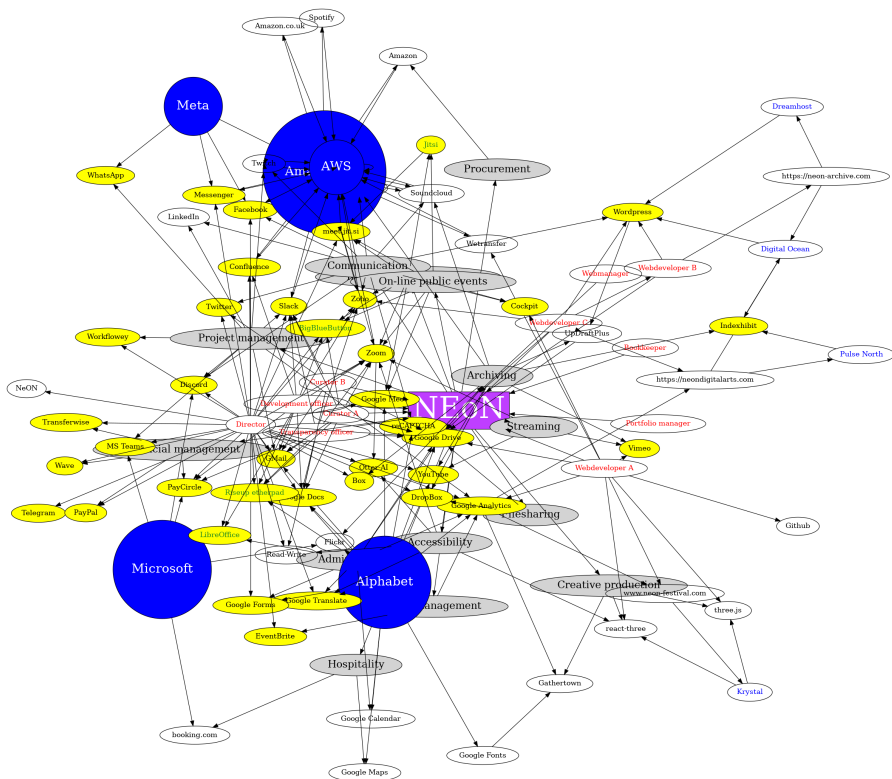 Spotify
Amazon.co.uk
Amazon
Meta
Dreamhost
Jitsi
AWS
Procurement
WhatsApp
https://neon-archive.com
Messenger
Soundcloud
Facebook
Wordpress
LinkedIn
meet.jit.si
Wetransfer
Digital Ocean
Confluence
Communication
Webdeveloper B
Webmanager
On-line public events
Twitter
Slack
Zoho
Cockpit
Webdeveloper C
BigBlueButton
Indexhibit
UpDraftPlus
Workflowey
Project management
Bookkeeper
Zoom
Pulse North
Archiving
https://neondigitalarts.com
Discord
Curator B
NeON
Google Meet
Development officer
NEoN
Curator A
Transferwise
Director
reCAPTCHA
Portfolio manager
Streaming
Transparency officer
Google Drive
MS Teams
Vimeo
GMail
Wave
Otter.AI
Webdeveloper A
YouTube
Box
PayCircle
Riseup etherpad
DropBox
Google Analytics
Telegram
PayPal
Filesharing
Github
LibreOffice
Flickr
Accessibility
Read-Write
Microsoft
Alphabet
Creative production
www.neon-festival.com
Google Forms
Google Translate
three.js
react-three
EventBrite
Hospitality
Gathertown
Krystal
Google Calendar
booking.com
Google Fonts
Google Maps